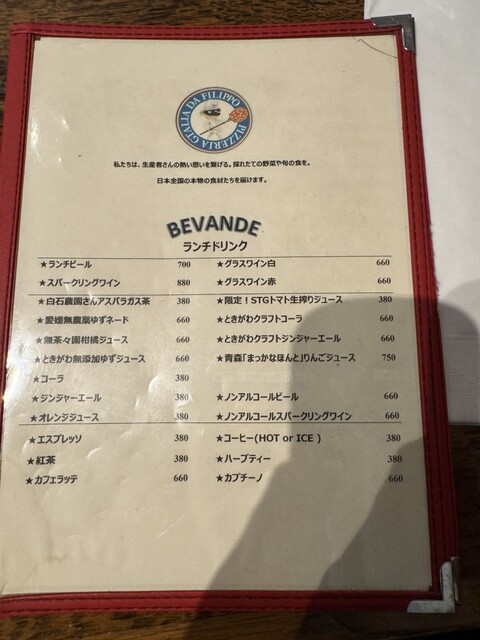 PIZZERIA GIALLA DA FILIPPO
私たちは、生産者さんの熱い想いを繋げる。採れたての野菜や旬の食を。
日本全国の本物の食材たちを届けます。
BEVANDE
ランチドリンク
★ランチビール 700 ★グラスワイン白 660
★スパークリングワイン 880 ★グラスワイン赤 660
★白石農園さんアスパラガス茶 380 ★限定！STGトマト生搾りジュース 380
★愛媛無農薬ゆずネード 660 ★ときがわクラフトコーラ 660
★無茶々園柑橘ジュース 660 ★ときがわクラフトジンジャーエール 660
★ときがわ無添加ゆずジュース 660 ★青森「まっかなほんと」りんごジュース 750
★コーラ 380
★ジンジャーエール 380 ★ノンアルコールビール 660
★オレンジジュース 380 ★ノンアルコールスパークリングワイン 660
★エスプレッソ 380 ★コーヒー(HOT or ICE ) 380
★紅茶 380 ★ハーブティー 380
★カフェラッテ 660 ★カプチーノ 660